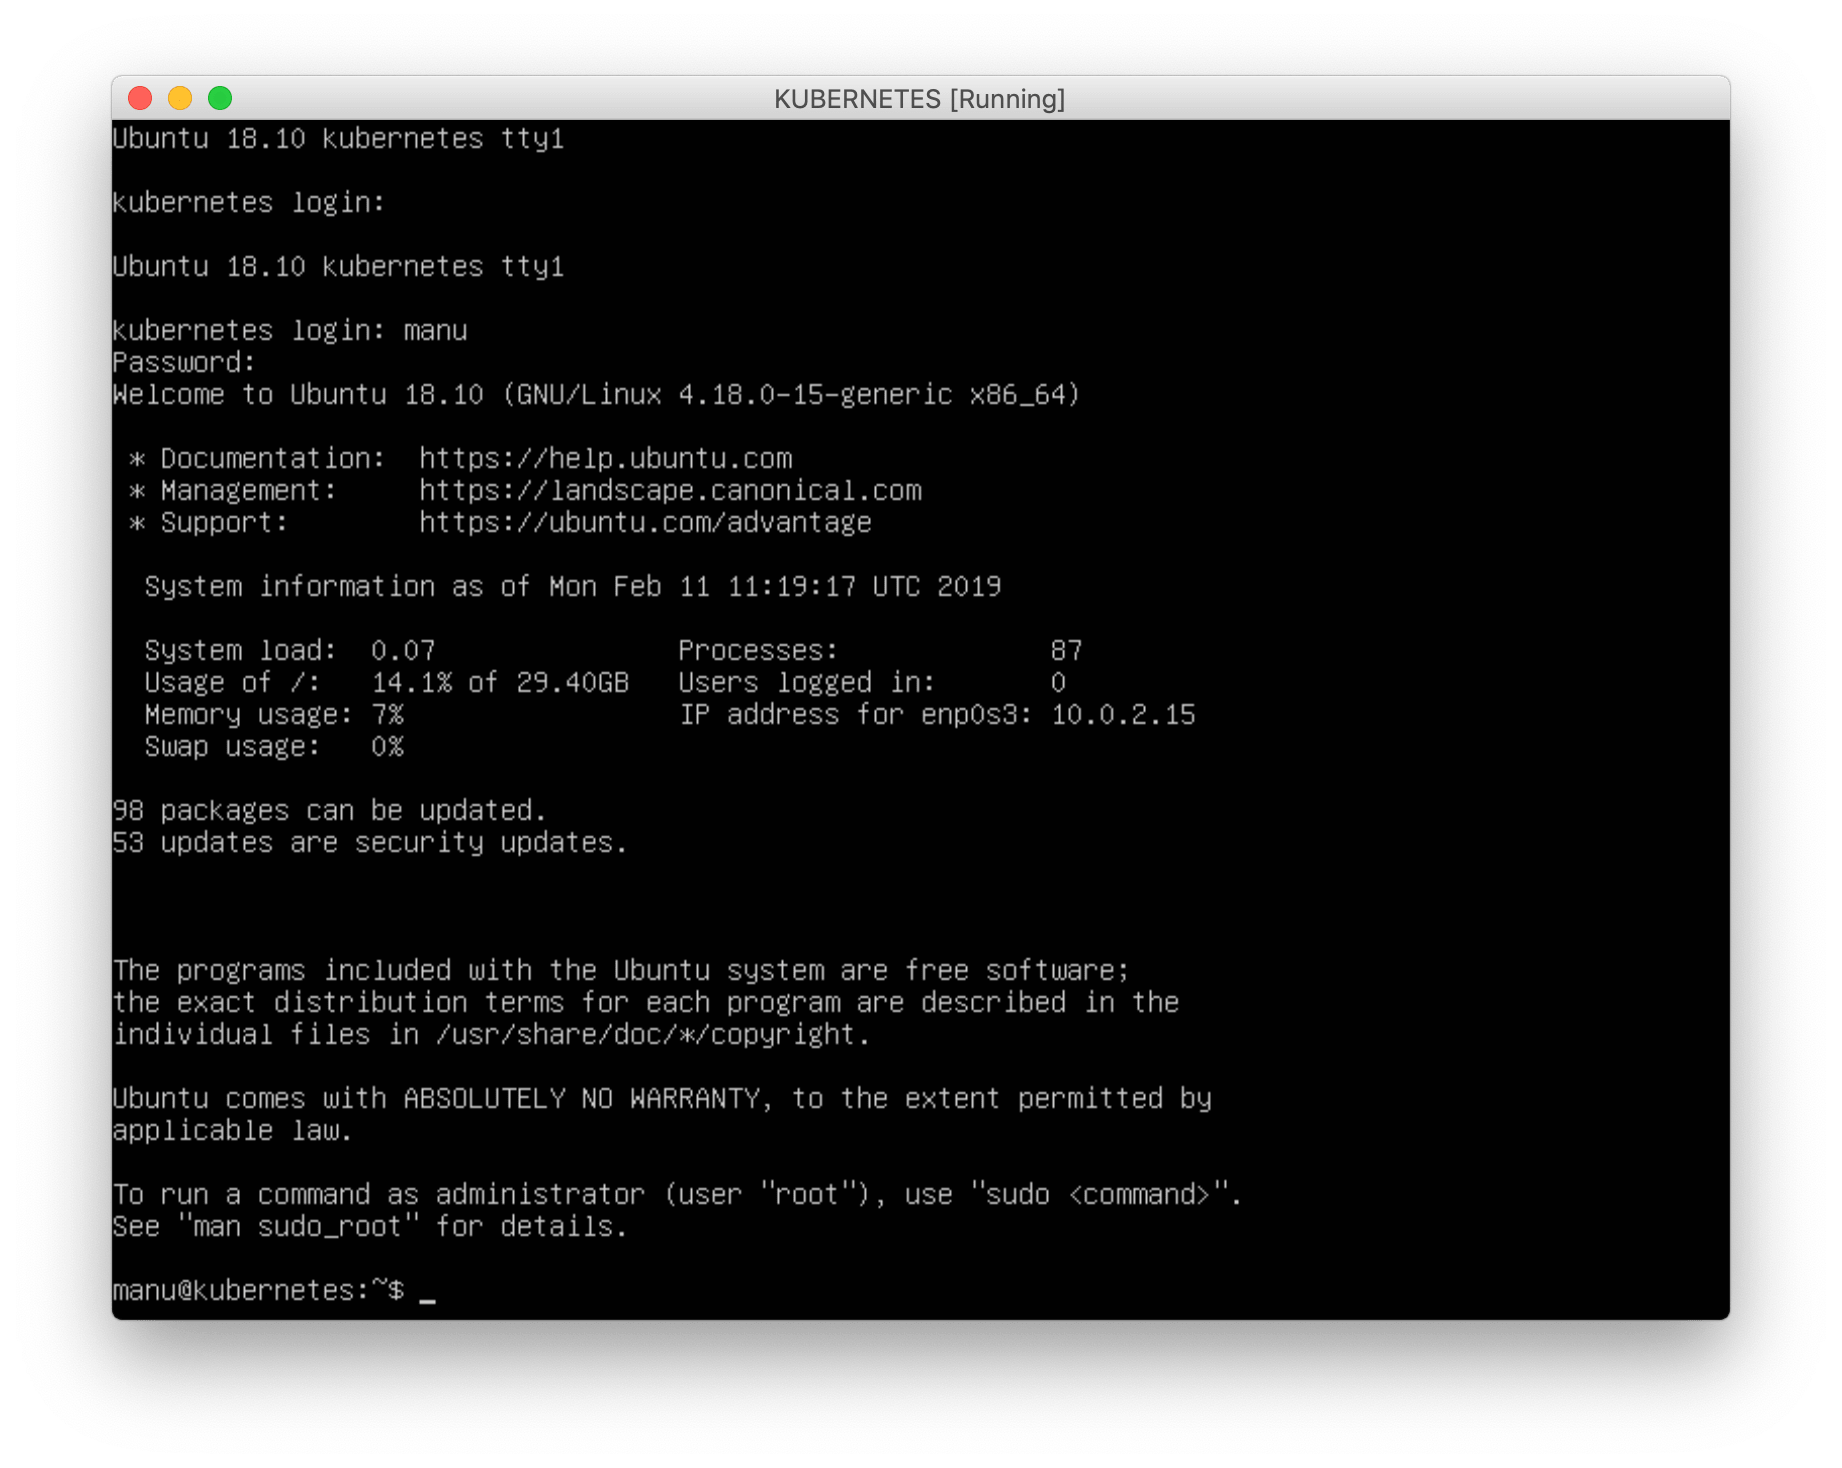 KUBERNETES [Running]
Ubuntu 18.10 kubernetes tty1
kubernetes login:
Ubuntu 18.10 kubernetes tty1
kubernetes login: manu
Password:
Welcome to Ubuntu 18.10 (GNU/Linux 4.18.0-15-generic x86_64)
* Documentation:  https://help.ubuntu.com
* Management:     https://landscape.canonical.com
* Support:        https://ubuntu.com/advantage
System information as of Mon Feb 11 11:19:17 UTC 2019
System load:  0.07               Processes:             87
Usage of /:   14.1% of 29.40GB   Users logged in:       0
Memory usage: 7%                 IP address for enp0s3: 10.0.2.15
Swap usage:   0%
98 packages can be updated.
53 updates are security updates.
The programs included with the Ubuntu system are free software;
the exact distribution terms for each program are described in the
individual files in /usr/share/doc/*/copyright.
Ubuntu comes with ABSOLUTELY NO WARRANTY, to the extent permitted by
applicable law.
To run a command as administrator (user "root"), use "sudo <command>".
See "man sudo_root" for details.
manu@kubernetes:~$ _